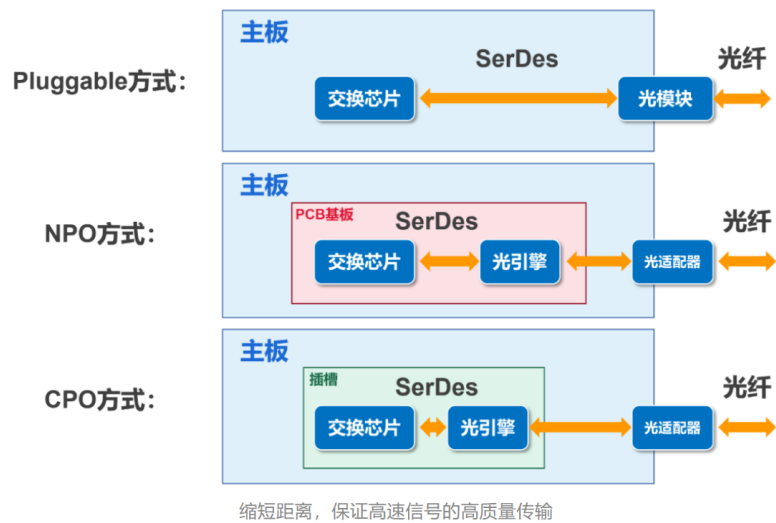 主板
Pluggable方式：
SerDes
光纤
交换芯片
光模块
主板
NPO方式：
PCB基板
SerDes
光纤
交换芯片
光引擎
光适配器
主板
CPO方式：
插槽
SerDes
光纤
交换芯片
光引擎
光适配器
缩短距离，保证高速信号的高质量传输